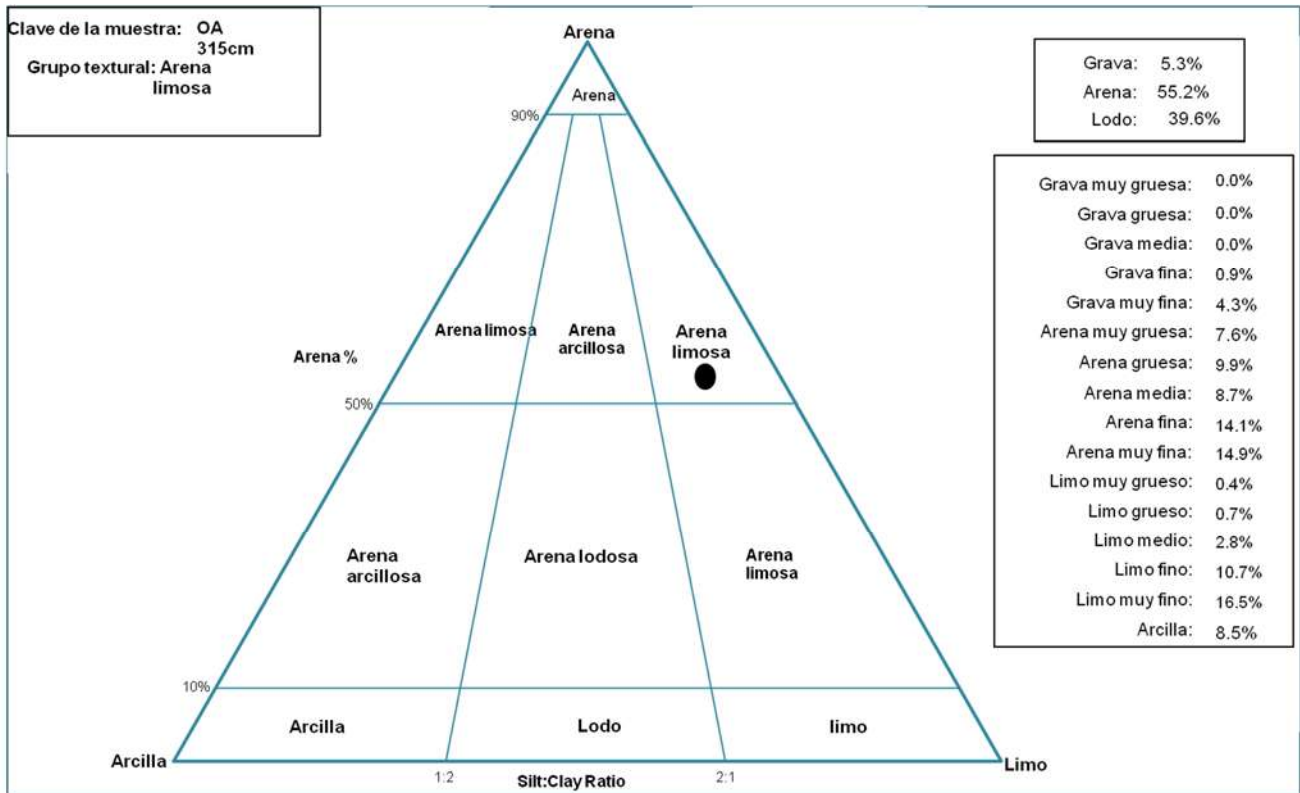 Clave de la muestra: OA
315cm
Grupo textural: Arena
limosa
Arena
Arena
90%
Arena limosa
Arena
arcillosa
Arena
limosa
Arena %
50%
Arena
arcillosa
Arena lodosa
Arena
limosa
10%
Arcilla
Lodo
limo
Arcilla
Limo
1:2
Silt:Clay Ratio
2:1
Grava: 5.3%
Arena: 55.2%
Lodo: 39.6%
Grava muy gruesa: 0.0%
Grava gruesa: 0.0%
Grava media: 0.0%
Grava fina: 0.9%
Grava muy fina: 4.3%
Arena muy gruesa: 7.6%
Arena gruesa: 9.9%
Arena media: 8.7%
Arena fina: 14.1%
Arena muy fina: 14.9%
Limo muy grueso: 0.4%
Limo grueso: 0.7%
Limo medio: 2.8%
Limo fino: 10.7%
Limo muy fino: 16.5%
Arcilla: 8.5%